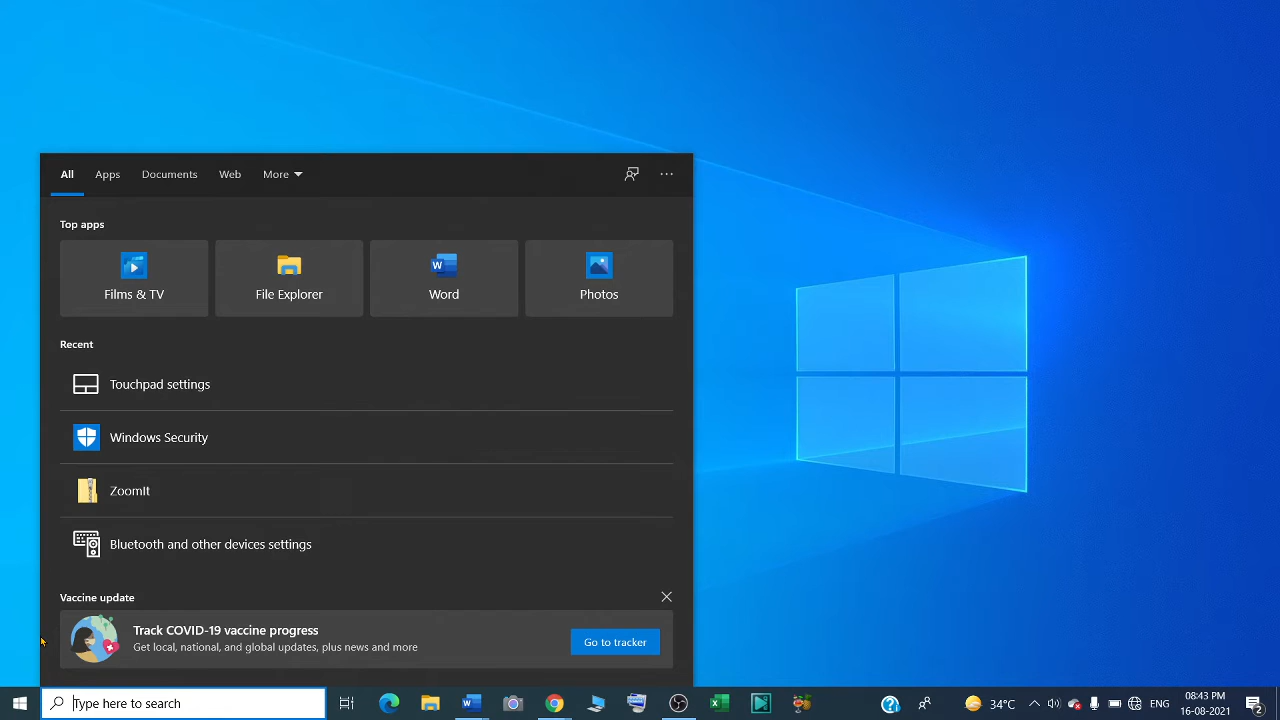 All Apps Documents Web More
Top apps
Films & TV File Explorer Word Photos
Recent
Touchpad settings
Windows Security
ZoomIt
Bluetooth and other devices settings
Vaccine update
Track COVID-19 vaccine progress
Get local, national, and global updates, plus news and more
Go to tracker
Type here to search
34°C ENG
08:43 PM
16-08-2021
2